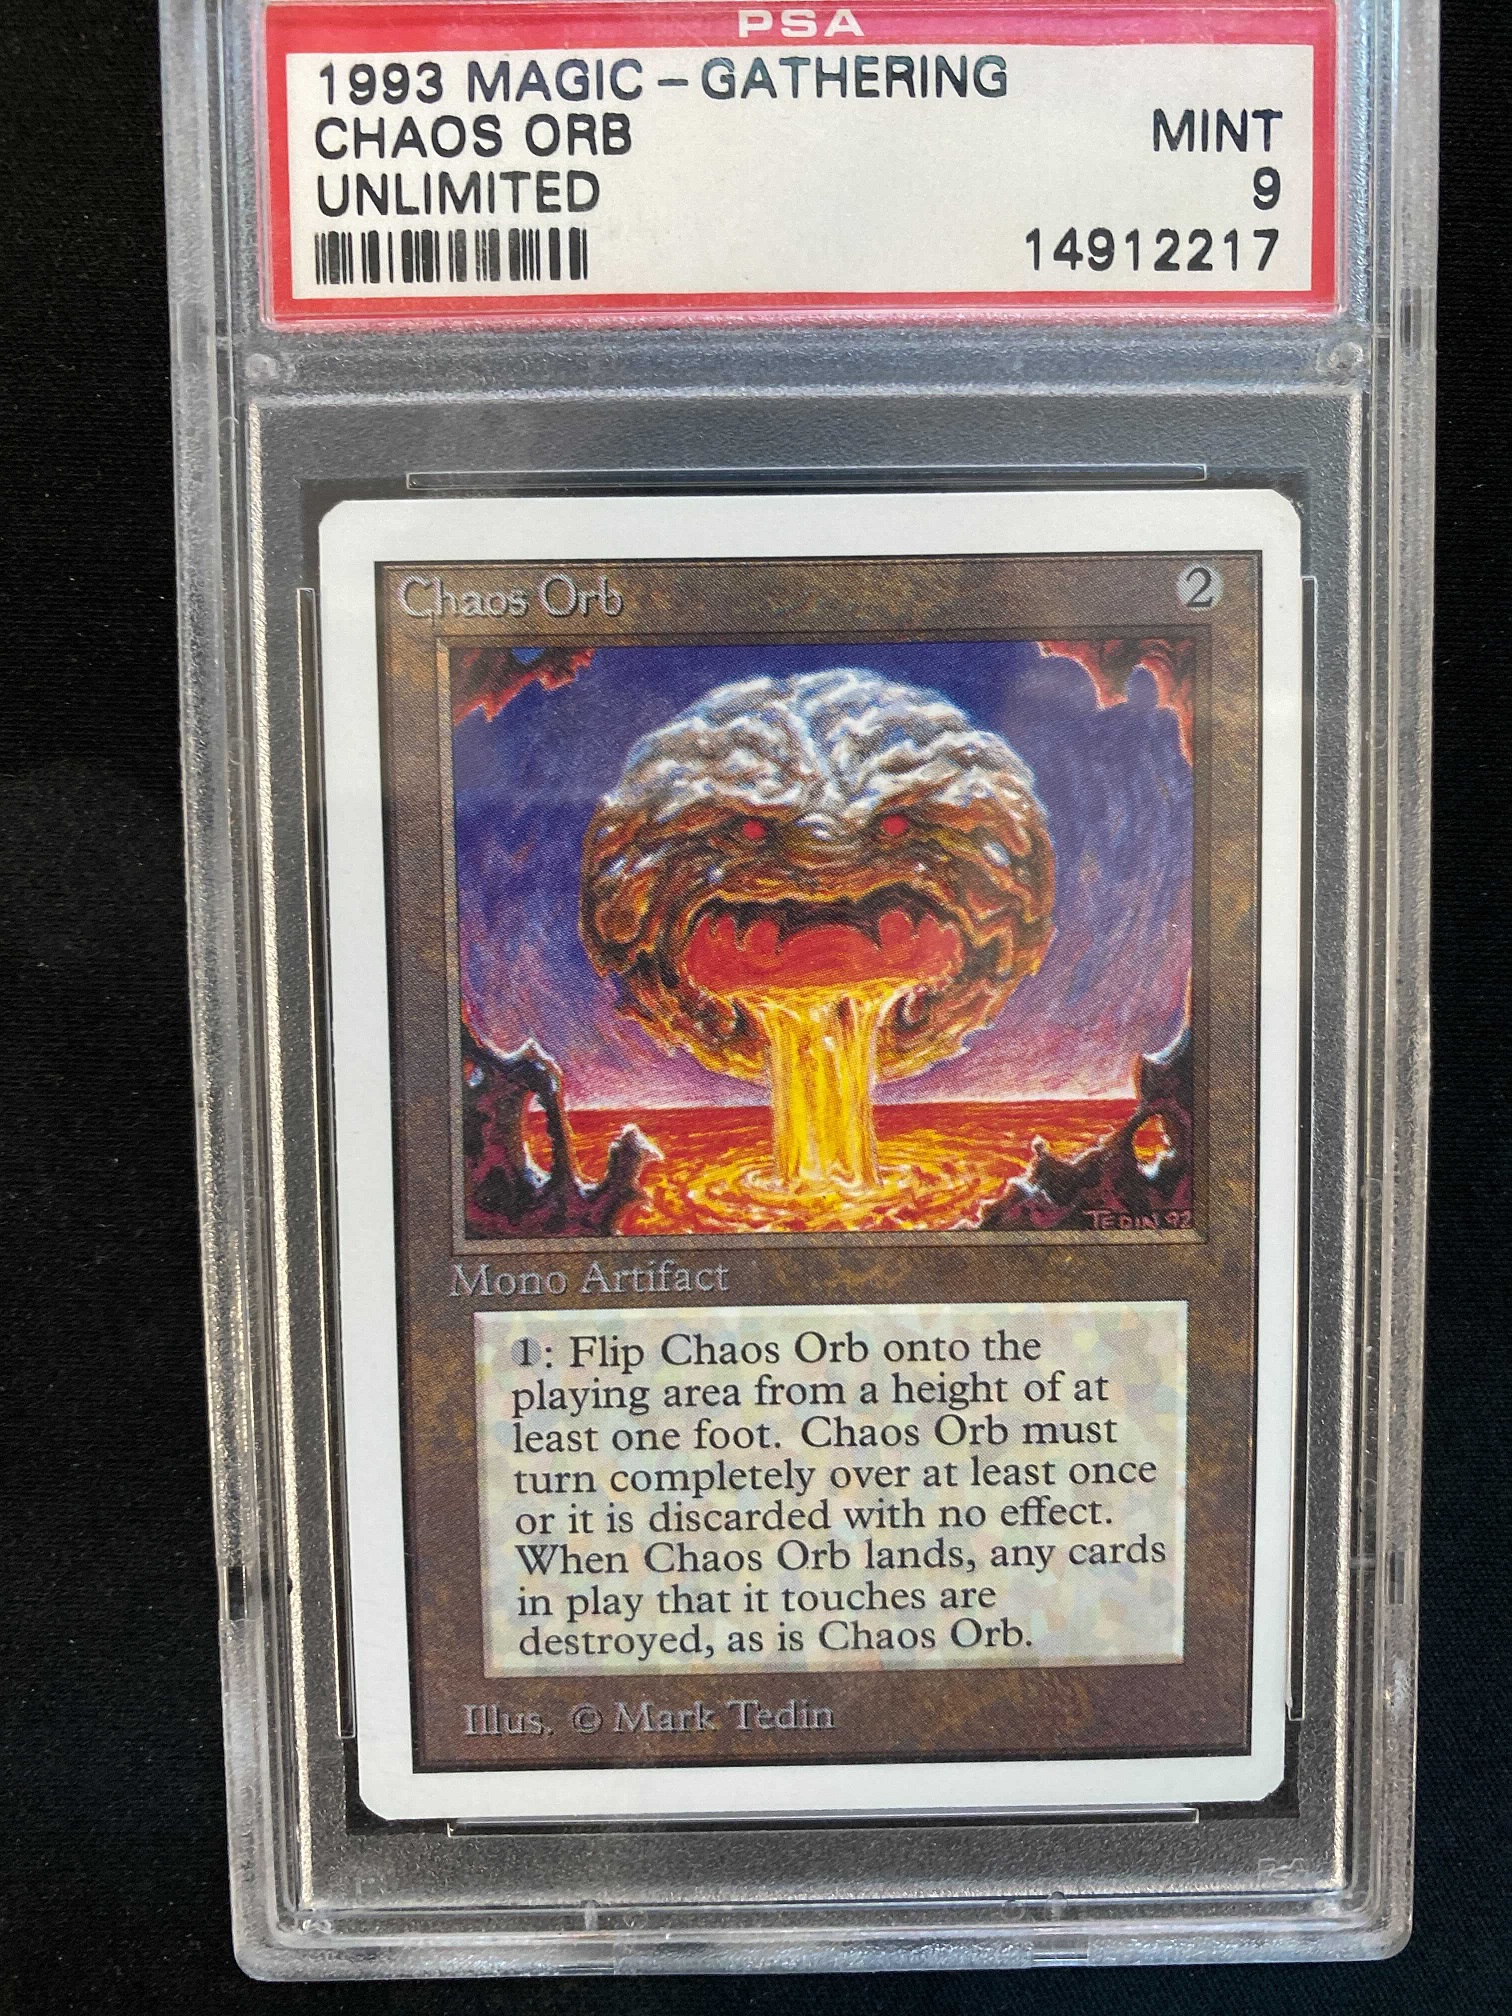 PSA
1993 MAGIC - GATHERING
CHAOS ORB
MINT
UNLIMITED
9
14912217
Chaos Orb
2
TEDIN 92
Mono Artifact
1: Flip Chaos Orb onto the
playing area from a height of at
least one foot. Chaos Orb must
turn completely over at least once
or it is discarded with no effect.
When Chaos Orb lands, any cards
in play that it touches are
destroyed, as is Chaos Orb.
Illus. © Mark Tedin